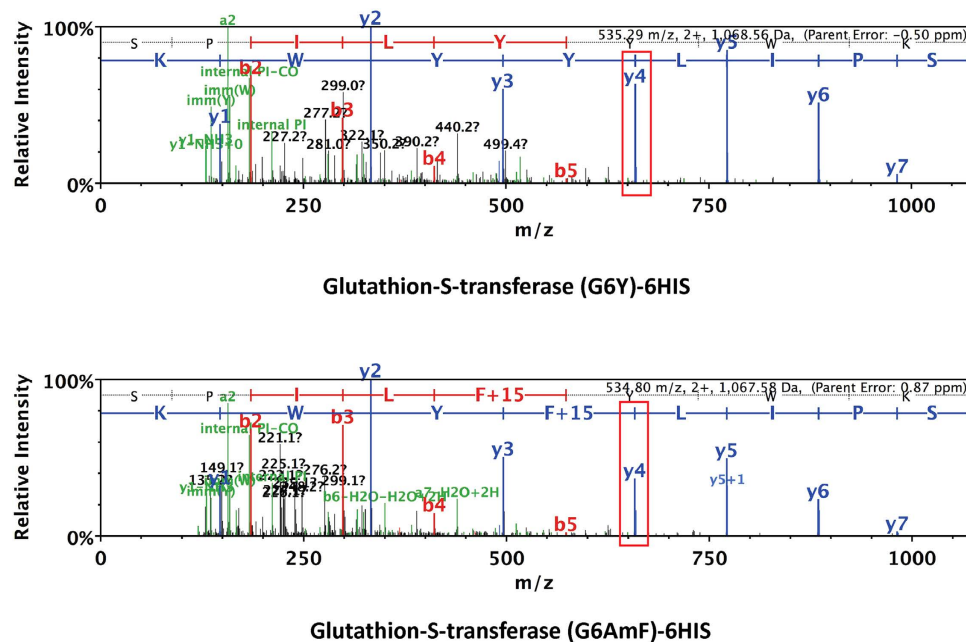 a2
y2
100%
535.29 m/z, 2+, 1,068.56 Da, (Parent Error: −0.50 ppm)
S P I L Y Y W K
K W Y Y L I P S
y5
internal PI−CO
b2
imm(W)
imm(Y)
299.0?
y3
y4
y6
y1
277.2?
b3
440.2?
internal PI
y1−NH3
227.2?
281.0?
322.1?
350.2?
390.2?
499.4?
b4
b5
y7
0%
Relative Intensity
0 250 500 750 1000
m/z
Glutathion-S-transferase (G6Y)-6HIS
y2
100%
534.80 m/z, 2+, 1,067.58 Da, (Parent Error: 0.87 ppm)
S P I L F+15 Y W K
a2
K W Y F+15 L I P S
internal PI−CO
b2
b3
221.1?
y3
y5
149.1?
225.1?
276.2?
299.1?
y4
y5+1
b6−H2O−H2O+2H
a7−H2O+2H
y6
b4
b5
y7
0%
Relative Intensity
0 250 500 750 1000
m/z
Glutathion-S-transferase (G6AmF)-6HIS